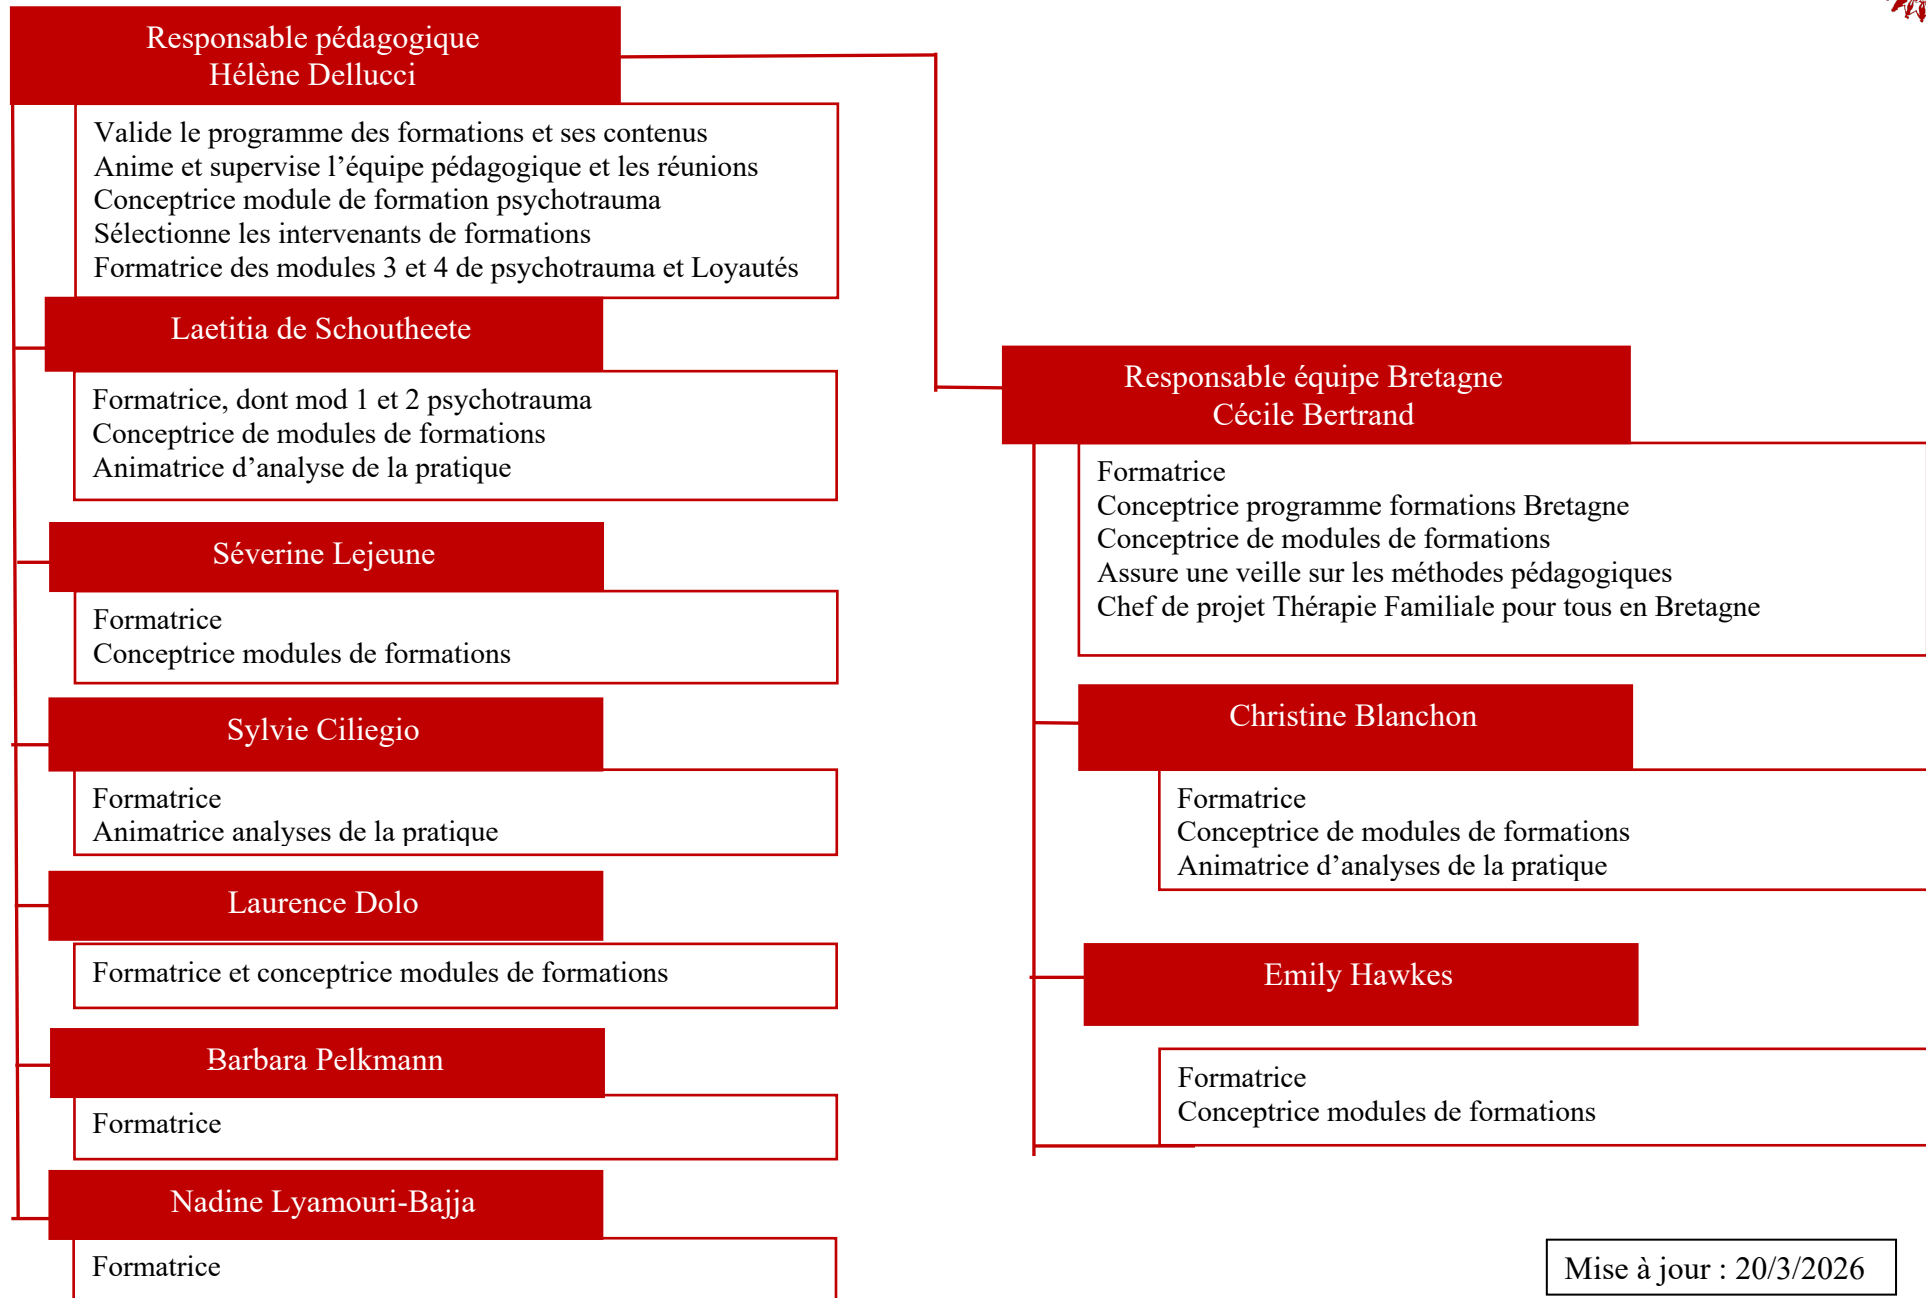 Responsable pédagogique
Hélène Dellucci
Valide le programme des formations et ses contenus
Anime et supervise l’équipe pédagogique et les réunions
Conceptrice module de formation psychotrauma
Sélectionne les intervenants de formations
Formatrice des modules 3 et 4 de psychotrauma et Loyautés
Laetitia de Schoutheete
Formatrice, dont mod 1 et 2 psychotrauma
Conceptrice de modules de formations
Animatrice d’analyse de la pratique
Séverine Lejeune
Formatrice
Conceptrice modules de formations
Sylvie Ciliegio
Formatrice
Animatrice analyses de la pratique
Laurence Dolo
Formatrice et conceptrice modules de formations
Barbara Pelkmann
Formatrice
Nadine Lyamouri-Bajja
Formatrice
Responsable équipe Bretagne
Cécile Bertrand
Formatrice
Conceptrice programme formations Bretagne
Conceptrice de modules de formations
Assure une veille sur les méthodes pédagogiques
Chef de projet Thérapie Familiale pour tous en Bretagne
Christine Blanchon
Formatrice
Conceptrice de modules de formations
Animatrice d’analyses de la pratique
Emily Hawkes
Formatrice
Conceptrice modules de formations
Mise à jour : 20/3/2026